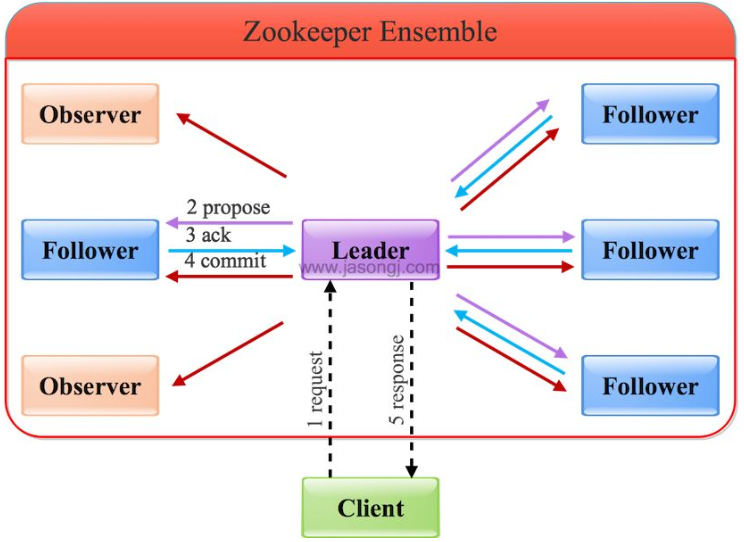 Zookeeper Ensemble
Observer
Follower
2 propose
3 ack
4 commit
Follower
Leader
www.jasongj.com
Follower
Observer
1 request
5 response
Follower
Client